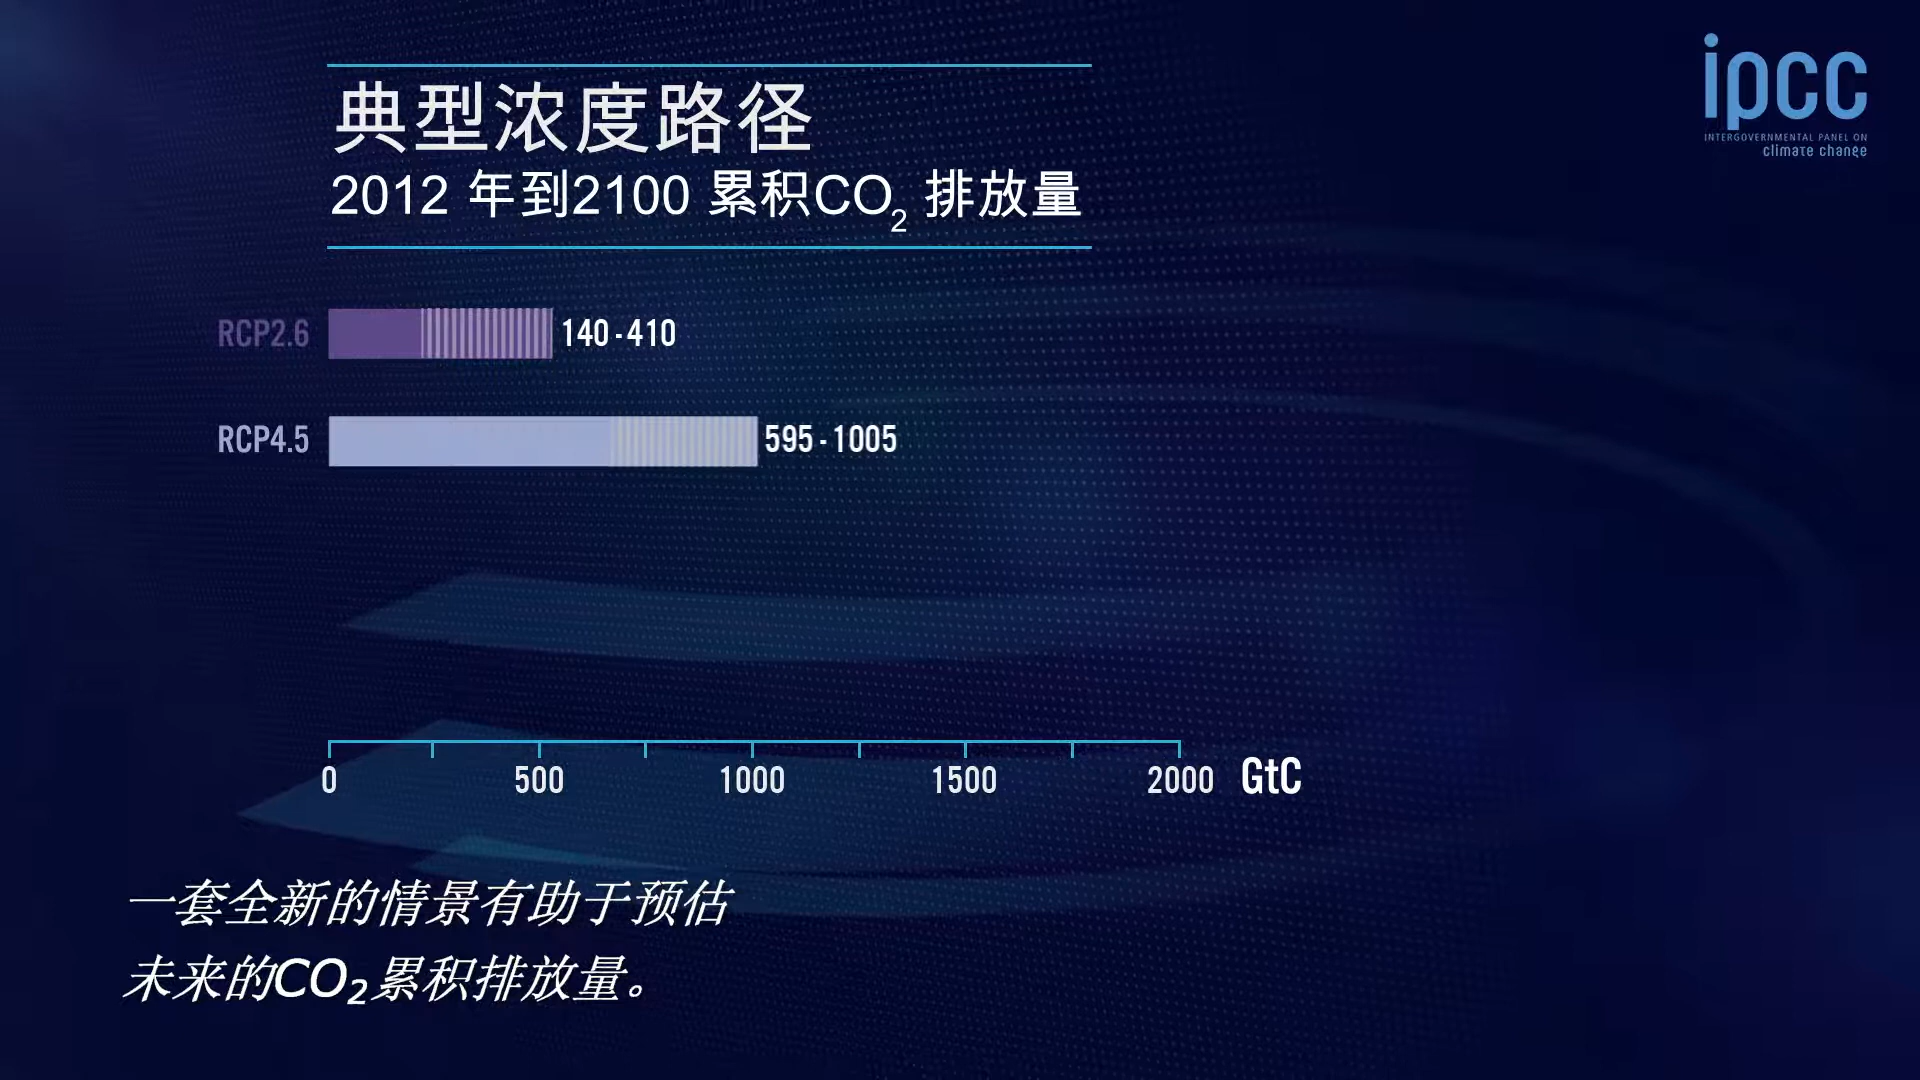 ipcc
INTERGOVERNMENTAL PANEL ON
climate change
典型浓度路径
2012 年到2100 累积CO₂ 排放量
RCP2.6 140-410
RCP4.5 595-1005
0 500 1000 1500 2000 GtC
一套全新的情景有助于预估
未来的CO₂累积排放量。